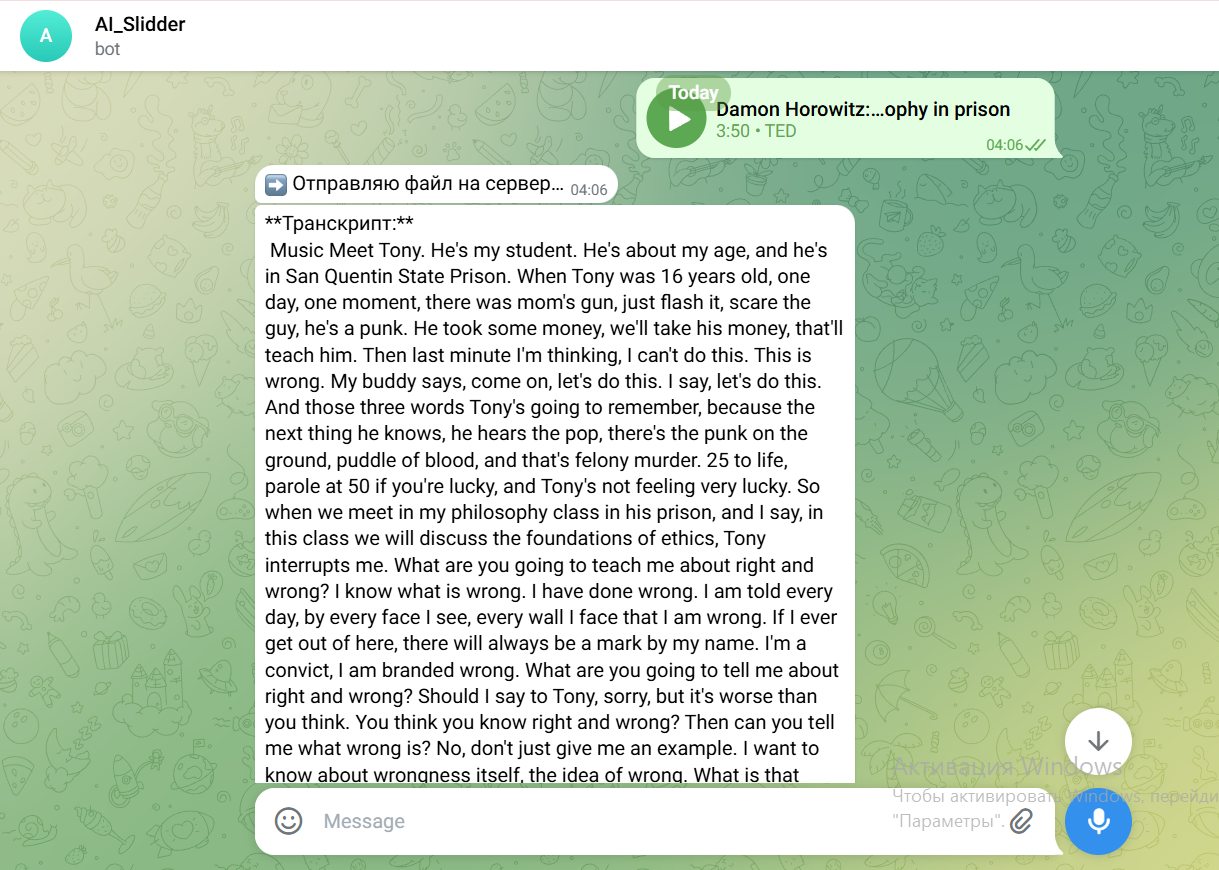 A
AI_Slidder
bot
Today
Damon Horowitz:...ophy in prison
3:50 • TED
04:06
Отправляю файл на сервер...
04:06
**Транскрипт:**
Music Meet Tony. He's my student. He's about my age, and he's
in San Quentin State Prison. When Tony was 16 years old, one
day, one moment, there was mom's gun, just flash it, scare the
guy, he's a punk. He took some money, we'll take his money, that'll
teach him. Then last minute I'm thinking, I can't do this. This is
wrong. My buddy says, come on, let's do this. I say, let's do this.
And those three words Tony's going to remember, because the
next thing he knows, he hears the pop, there's the punk on the
ground, puddle of blood, and that's felony murder. 25 to life,
parole at 50 if you're lucky, and Tony's not feeling very lucky. So
when we meet in my philosophy class in his prison, and I say, in
this class we will discuss the foundations of ethics, Tony
interrupts me. What are you going to teach me about right and
wrong? I know what is wrong. I have done wrong. I am told every
day, by every face I see, every wall I face that I am wrong. If I ever
get out of here, there will always be a mark by my name. I'm a
convict, I am branded wrong. What are you going to tell me about
right and wrong? Should I say to Tony, sorry, but it's worse than
you think. You think you know right and wrong? Then can you tell
me what wrong is? No, don't just give me an example. I want to
know about wrongness itself, the idea of wrong. What is that
Message
Активация Windows
Чтобы активировать Windows, перейди
"Параметры".